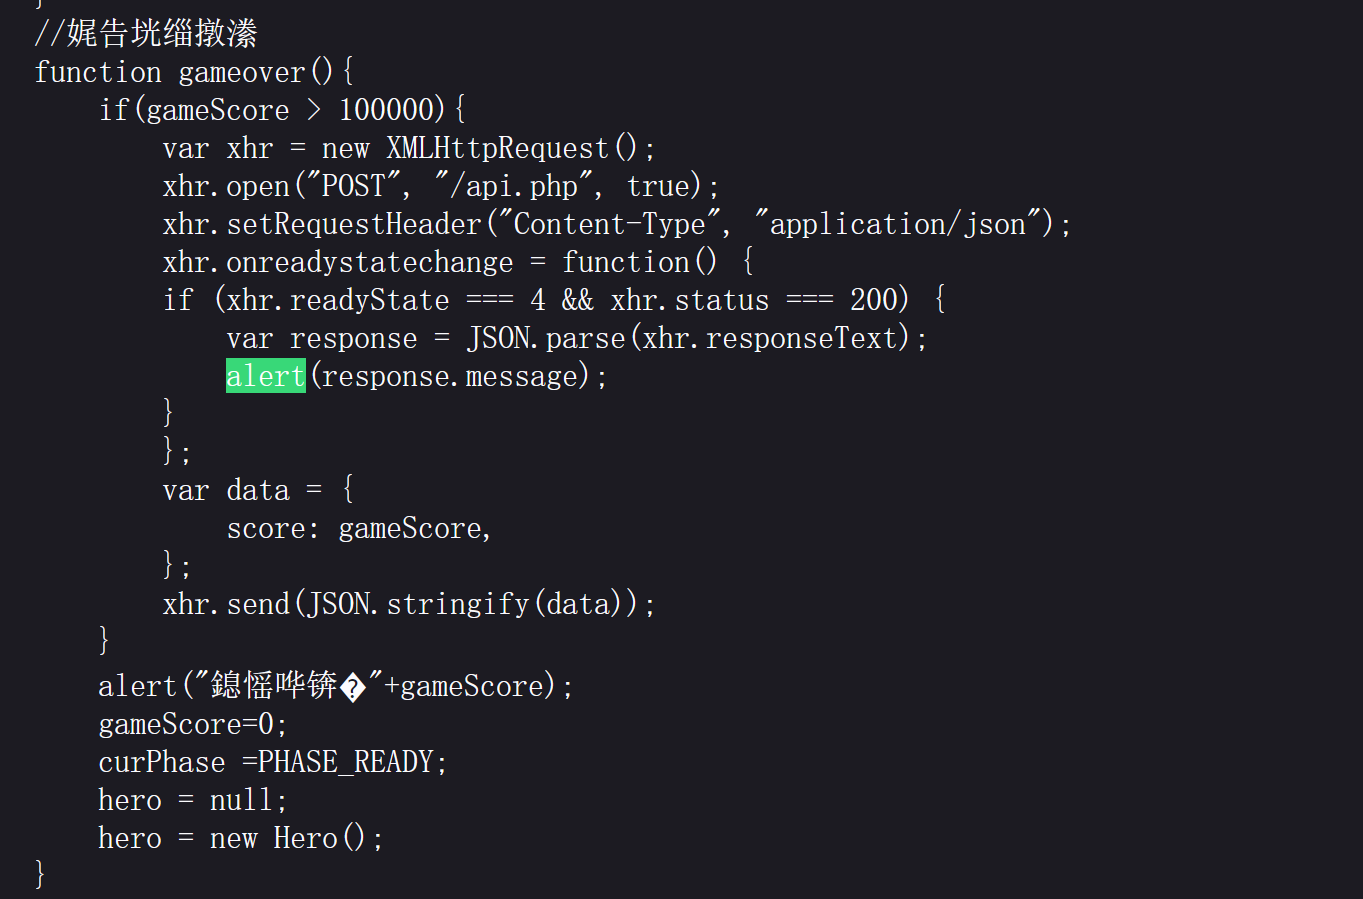 }
//娓告垙缁撴潫
function gameover(){
if(gameScore > 100000){
var xhr = new XMLHttpRequest();
xhr.open("POST", "/api.php", true);
xhr.setRequestHeader("Content-Type", "application/json");
xhr.onreadystatechange = function() {
if (xhr.readyState === 4 && xhr.status === 200) {
var response = JSON.parse(xhr.responseText);
alert(response.message);
}
};
var data = {
score: gameScore,
};
xhr.send(JSON.stringify(data));
}
alert("鎴愮哗锛�"+gameScore);
gameScore=0;
curPhase =PHASE_READY;
hero = null;
hero = new Hero();
}